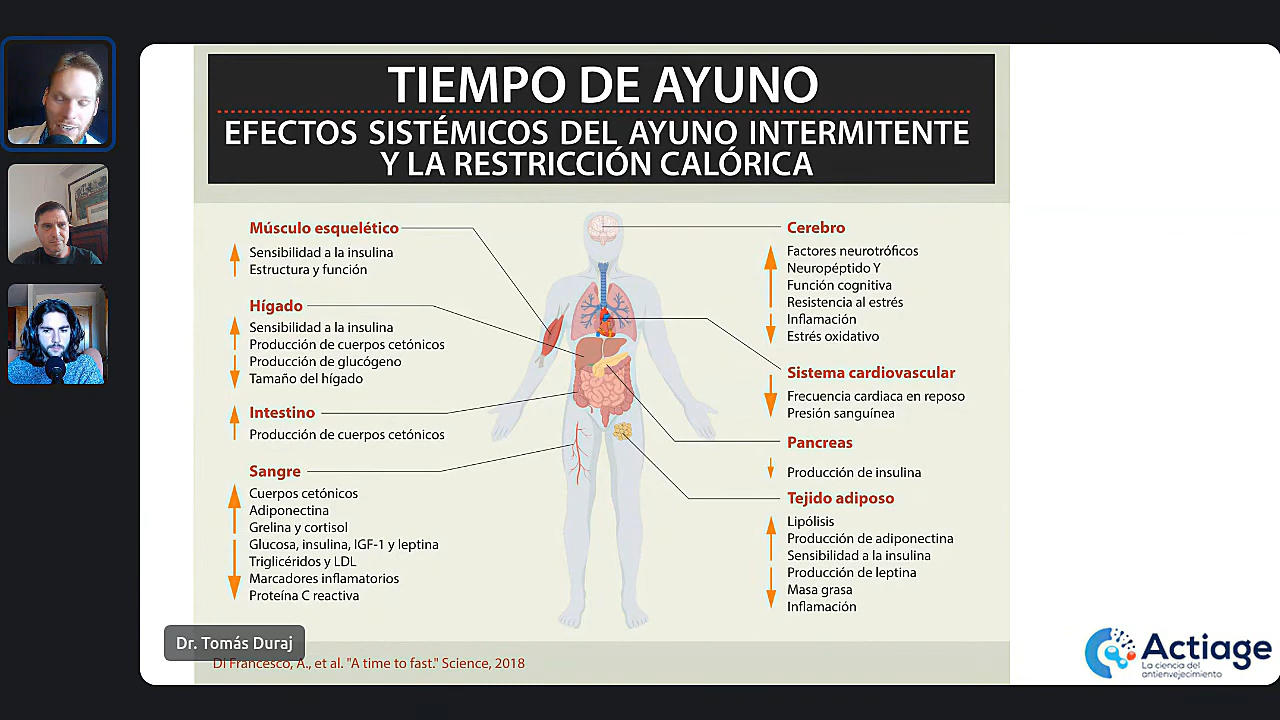 TIEMPO DE AYUNO
EFECTOS SISTÉMICOS DEL AYUNO INTERMITENTE
Y LA RESTRICCIÓN CALÓRICA
Músculo esquelético
Sensibilidad a la insulina
Estructura y función
Hígado
Sensibilidad a la insulina
Producción de cuerpos cetónicos
Producción de glucógeno
Tamaño del hígado
Intestino
Producción de cuerpos cetónicos
Sangre
Cuerpos cetónicos
Adiponectina
Grelina y cortisol
Glucosa, insulina, IGF-1 y leptina
Triglicéridos y LDL
Marcadores inflamatorios
Proteína C reactiva
Cerebro
Factores neurotróficos
Neuropéptido Y
Función cognitiva
Resistencia al estrés
Inflamación
Estrés oxidativo
Sistema cardiovascular
Frecuencia cardiaca en reposo
Presión sanguínea
Pancreas
Producción de insulina
Tejido adiposo
Lipólisis
Producción de adiponectina
Sensibilidad a la insulina
Producción de leptina
Masa grasa
Inflamación
Dr. Tomás Duraj
Di Francesco, A., et al. "A time to fast." Science, 2018
Actiage
La ciencia del
antienvejecimiento